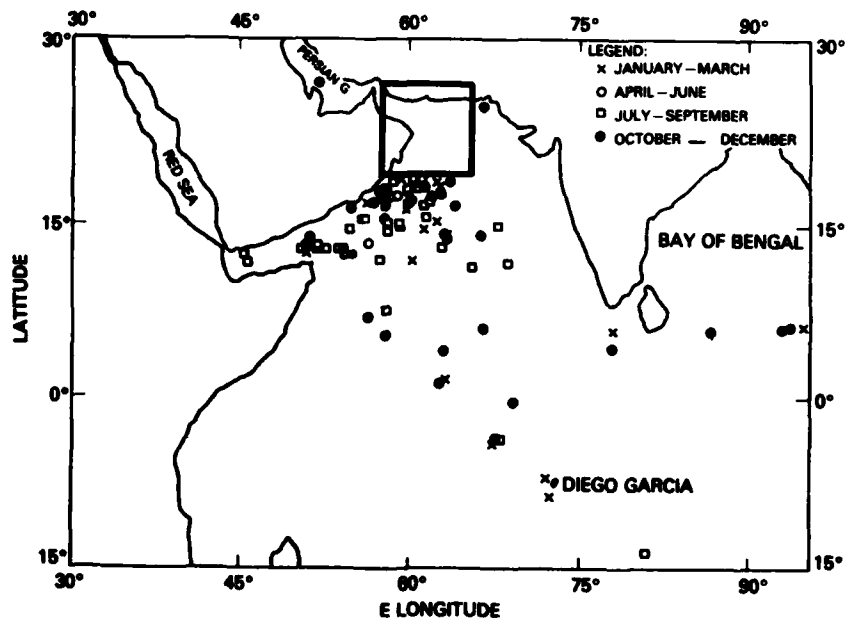 30° 45° 60° 75° 90°
30° 30°
LEGEND:
× JANUARY – MARCH
○ APRIL – JUNE
□ JULY – SEPTEMBER
● OCTOBER — DECEMBER
PERSIAN G
RED SEA
15° 15°
BAY OF BENGAL
LATITUDE
0° 0°
DIEGO GARCIA
15° 15°
30° 45° 60° 75° 90°
E LONGITUDE